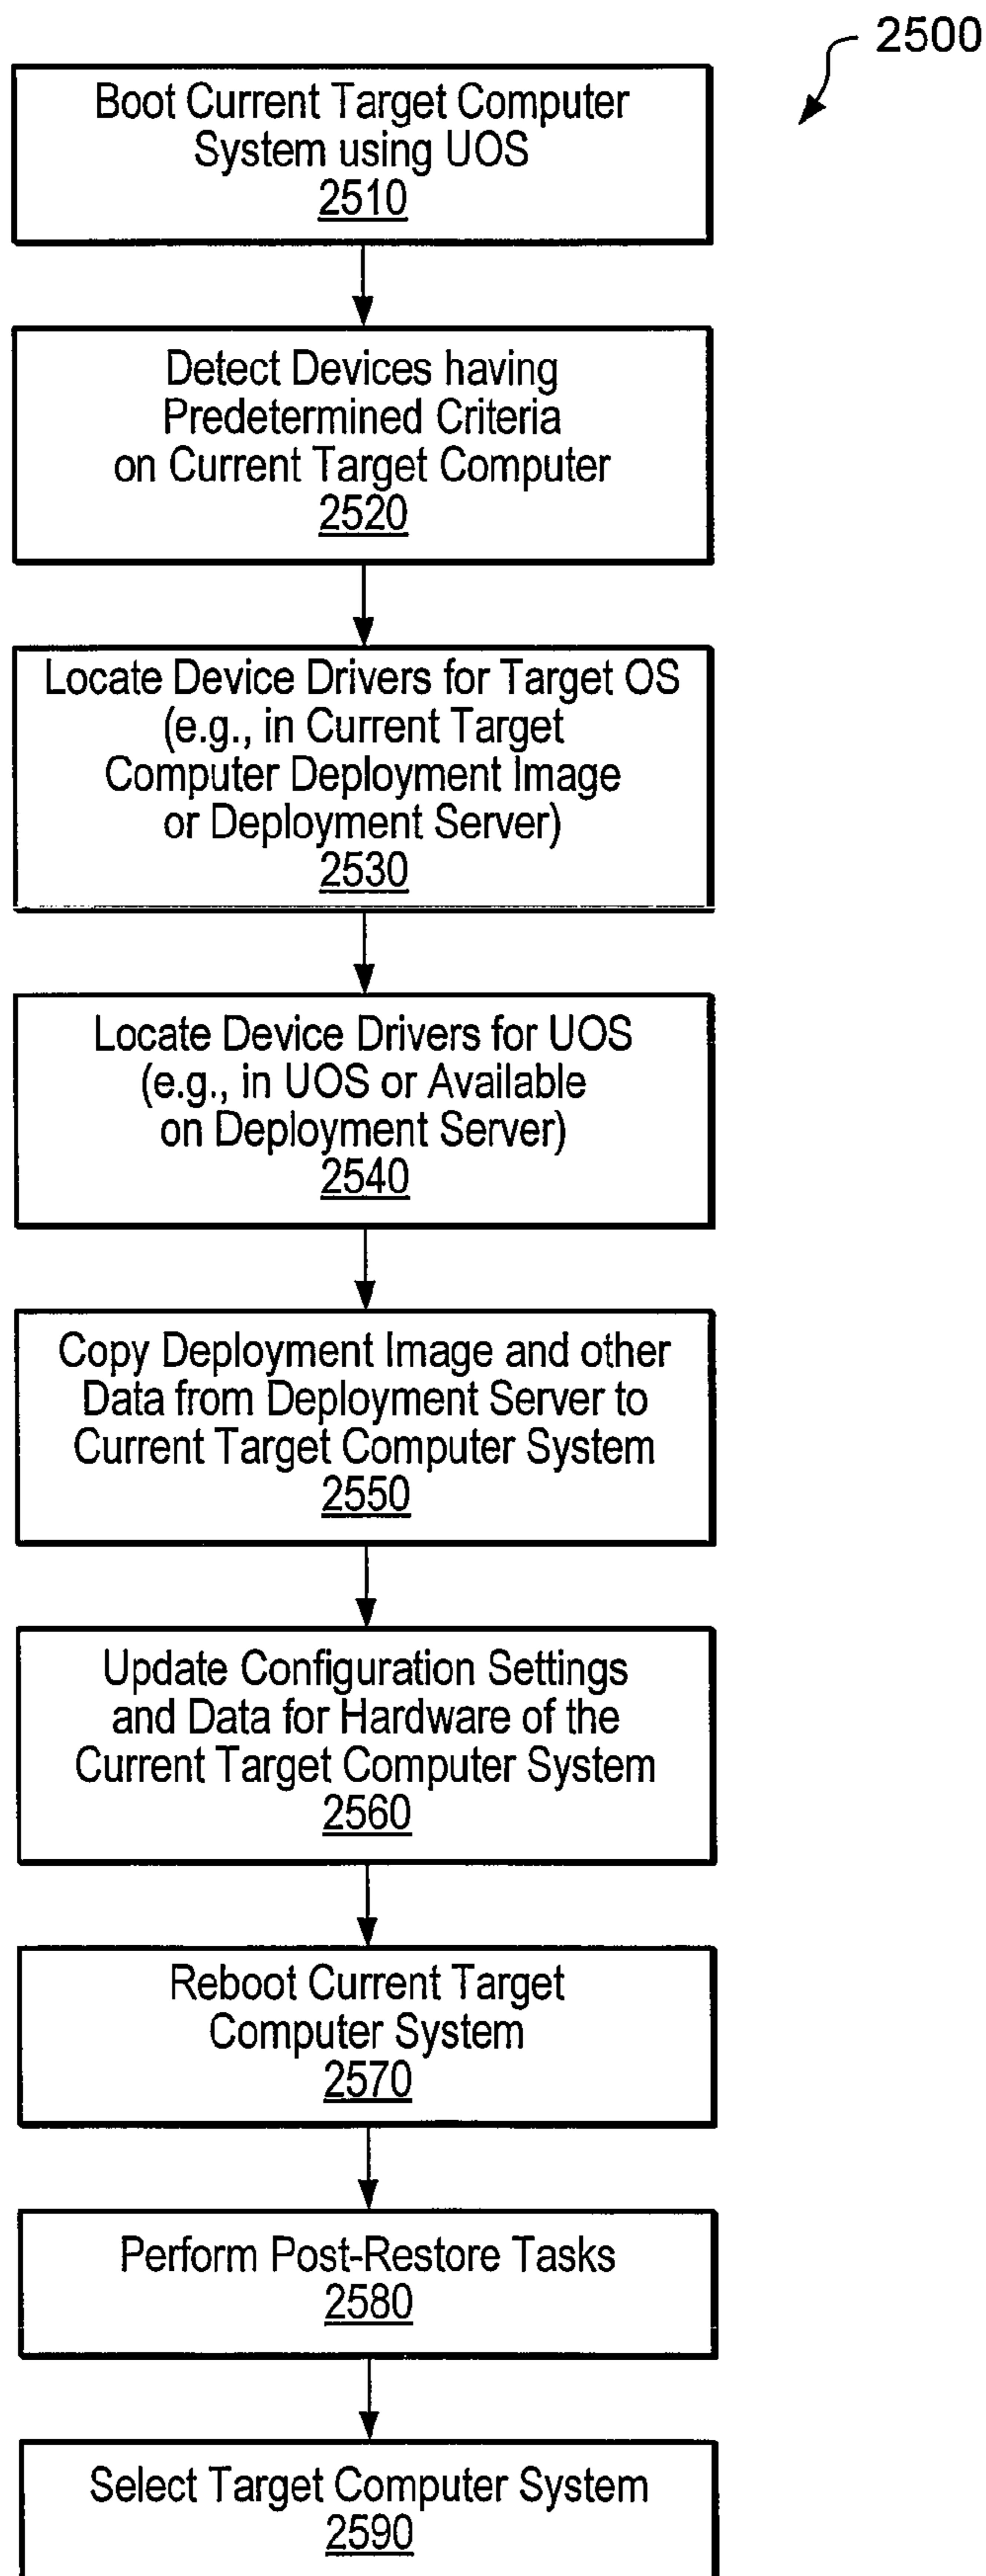 2500
Boot Current Target Computer
System using UOS
2510
Detect Devices having
Predetermined Criteria
on Current Target Computer
2520
Locate Device Drivers for Target OS
(e.g., in Current Target
Computer Deployment Image
or Deployment Server)
2530
Locate Device Drivers for UOS
(e.g., in UOS or Available
on Deployment Server)
2540
Copy Deployment Image and other
Data from Deployment Server to
Current Target Computer System
2550
Update Configuration Settings
and Data for Hardware of the
Current Target Computer System
2560
Reboot Current Target
Computer System
2570
Perform Post-Restore Tasks
2580
Select Target Computer System
2590